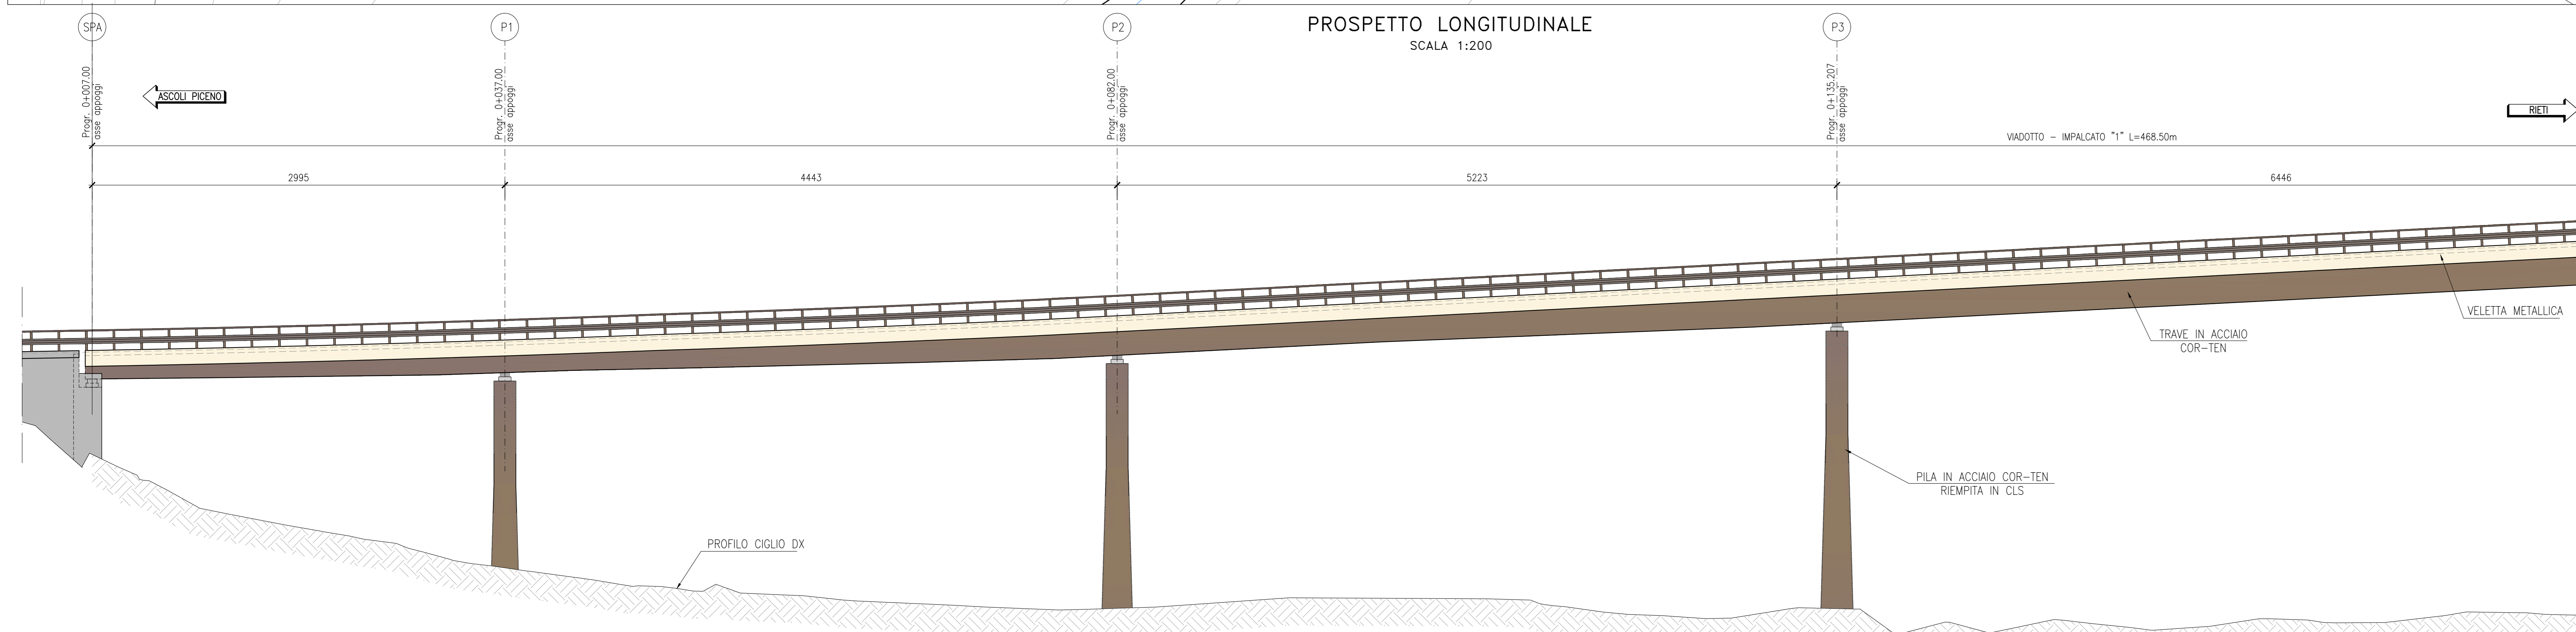 SPA
P1
P2
P3
PROSPETTO LONGITUDINALE
SCALA 1:200
Progr. 0+007.00
asse appoggi
Progr. 0+037.00
asse appoggi
Progr. 0+082.00
asse appoggi
Progr. 0+135.207
asse appoggi
ASCOLI PICENO
RIETI
VIADOTTO - IMPALCATO "1" L=468.50m
2995
4443
5223
6446
VELETTA METALLICA
TRAVE IN ACCIAIO
COR-TEN
PILA IN ACCIAIO COR-TEN
RIEMPITA IN CLS
PROFILO CIGLIO DX